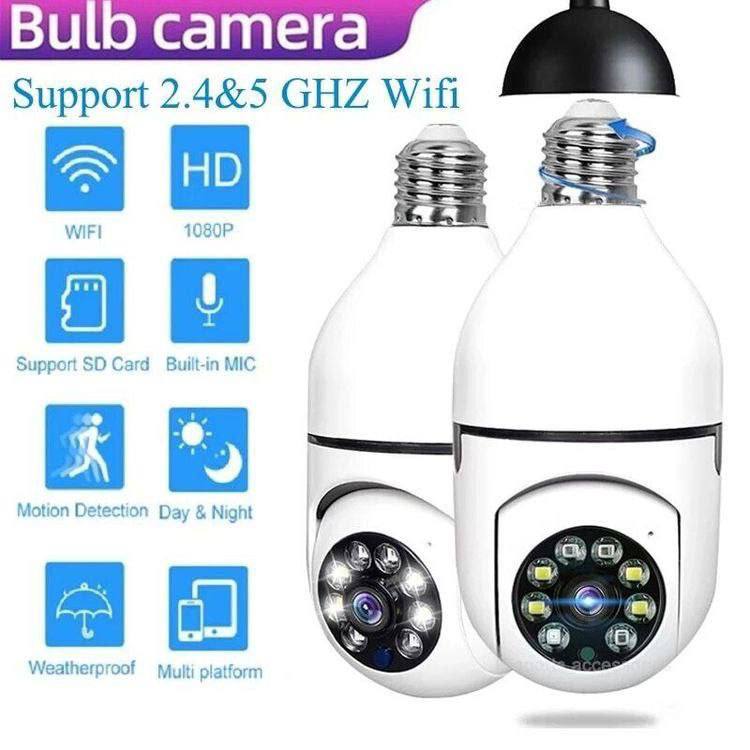 Bulb camera
Support 2.4&5 GHZ Wifi
HD
WIFI
1080P
Support SD Card
Built-in MIC
Motion Detection
Day & Night
Weatherproof
Multi platform